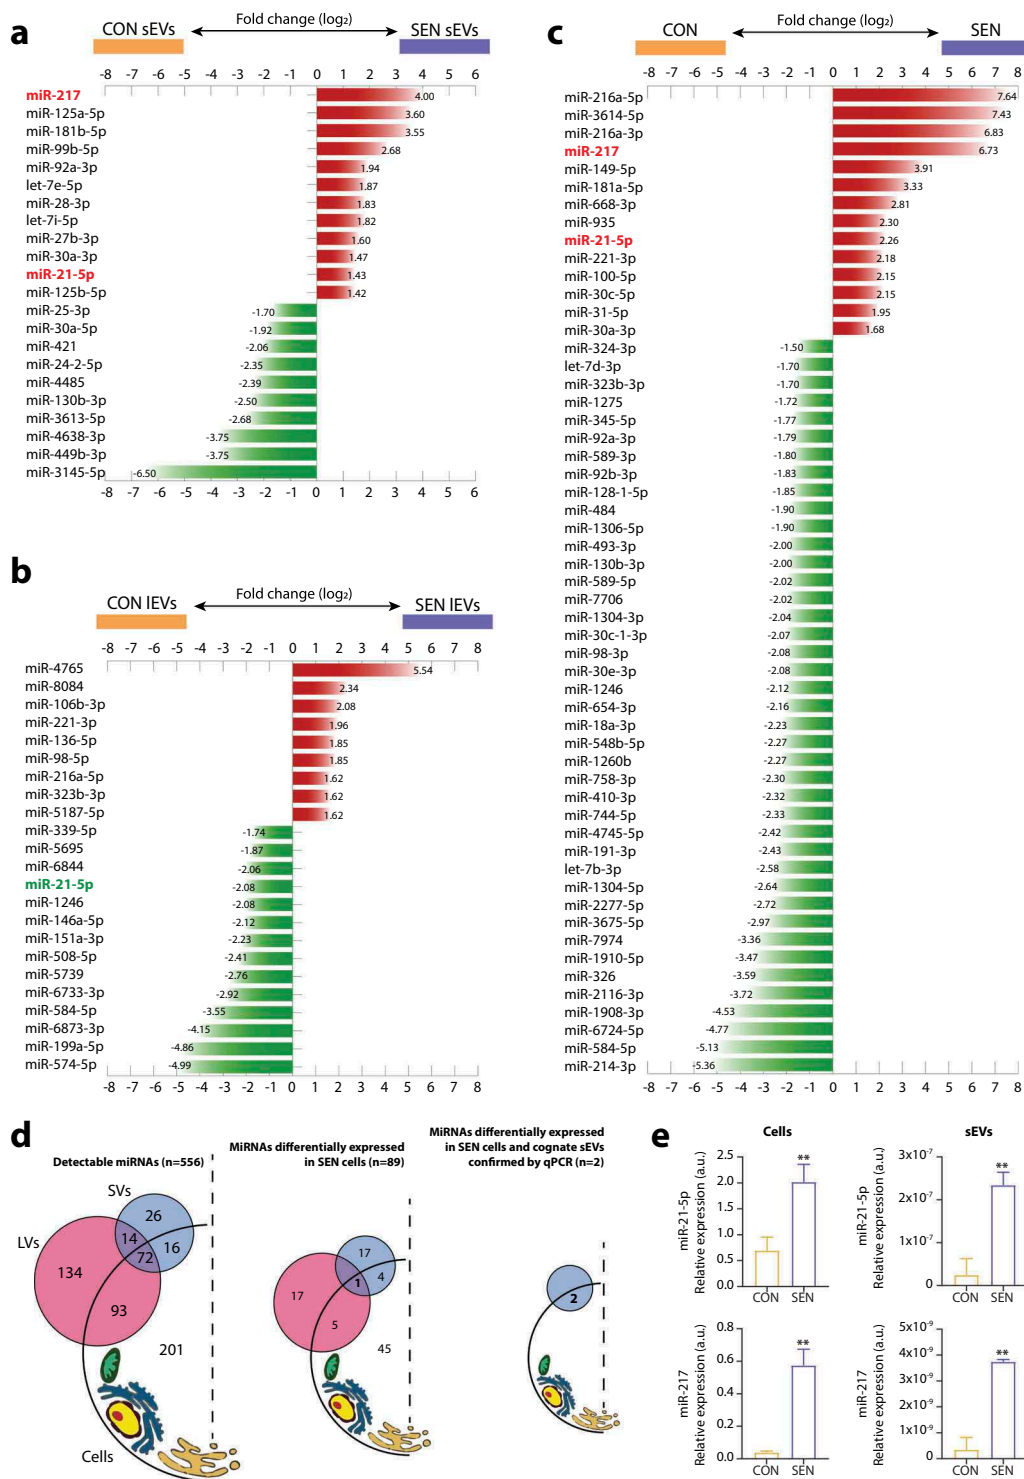 a
CON sEVs
Fold change (log₂)
SEN sEVs
-8 -7 -6 -5 -4 -3 -2 -1 0 1 2 3 4 5 6
miR-217 4.00
miR-125a-5p 3.60
miR-181b-5p 3.55
miR-99b-5p 2.68
miR-92a-3p 1.94
let-7e-5p 1.87
miR-28-3p 1.83
let-7i-5p 1.82
miR-27b-3p 1.60
miR-30a-3p 1.47
miR-21-5p 1.43
miR-125b-5p 1.42
miR-25-3p -1.70
miR-30a-5p -1.92
miR-421 -2.06
miR-24-2-5p -2.35
miR-4485 -2.39
miR-130b-3p -2.50
miR-3613-5p -2.68
miR-4638-3p -3.75
miR-449b-3p -3.75
miR-3145-5p -6.50
-8 -7 -6 -5 -4 -3 -2 -1 0 1 2 3 4 5 6
b
CON lEVs
Fold change (log₂)
SEN lEVs
-8 -7 -6 -5 -4 -3 -2 -1 0 1 2 3 4 5 6 7 8
miR-4765 5.54
miR-8084 2.34
miR-106b-3p 2.08
miR-221-3p 1.96
miR-136-5p 1.85
miR-98-5p 1.85
miR-216a-5p 1.62
miR-323b-3p 1.62
miR-5187-5p 1.62
miR-339-5p -1.74
miR-5695 -1.87
miR-6844 -2.06
miR-21-5p -2.08
miR-1246 -2.08
miR-146a-5p -2.12
miR-151a-3p -2.23
miR-508-5p -2.41
miR-5739 -2.76
miR-6733-3p -2.92
miR-584-5p -3.55
miR-6873-3p -4.15
miR-199a-5p -4.86
miR-574-5p -4.99
-8 -7 -6 -5 -4 -3 -2 -1 0 1 2 3 4 5 6 7 8
c
CON
Fold change (log₂)
SEN
-8 -7 -6 -5 -4 -3 -2 -1 0 1 2 3 4 5 6 7 8
miR-216a-5p 7.64
miR-3614-5p 7.43
miR-216a-3p 6.83
miR-217 6.73
miR-149-5p 3.91
miR-181a-5p 3.33
miR-668-3p 2.81
miR-935 2.30
miR-21-5p 2.26
miR-221-3p 2.18
miR-100-5p 2.15
miR-30c-5p 2.15
miR-31-5p 1.95
miR-30a-3p 1.68
miR-324-3p -1.50
let-7d-3p -1.70
miR-323b-3p -1.70
miR-1275 -1.72
miR-345-5p -1.77
miR-92a-3p -1.79
miR-589-3p -1.80
miR-92b-3p -1.83
miR-128-1-5p -1.85
miR-484 -1.90
miR-1306-5p -1.90
miR-493-3p -2.00
miR-130b-3p -2.00
miR-589-5p -2.02
miR-7706 -2.02
miR-1304-3p -2.04
miR-30c-1-3p -2.07
miR-98-3p -2.08
miR-30e-3p -2.08
miR-1246 -2.12
miR-654-3p -2.16
miR-18a-3p -2.23
miR-548b-5p -2.27
miR-1260b -2.27
miR-758-3p -2.30
miR-410-3p -2.32
miR-744-5p -2.33
miR-4745-5p -2.42
miR-191-3p -2.43
let-7b-3p -2.58
miR-1304-5p -2.64
miR-2277-5p -2.72
miR-3675-5p -2.97
miR-7974 -3.36
miR-1910-5p -3.47
miR-326 -3.59
miR-2116-3p -3.72
miR-1908-3p -4.53
miR-6724-5p -4.77
miR-584-5p -5.13
miR-214-3p -5.36
-8 -7 -6 -5 -4 -3 -2 -1 0 1 2 3 4 5 6 7 8
d
Detectable miRNAs (n=556)
SVs
LVs
26
14
16
72
134
93
201
Cells
MiRNAs differentially expressed
in SEN cells (n=89)
17
4
1
17
5
45
MiRNAs differentially expressed
in SEN cells and cognate sEVs
confirmed by qPCR (n=2)
2
e
Cells
miR-21-5p
Relative expression (a.u.)
2.5
2.0
1.5
1.0
0.5
0.0
**
CON SEN
sEVs
miR-21-5p
Relative expression (a.u.)
3x10⁻⁷
2x10⁻⁷
1x10⁻⁷
0
**
CON SEN
miR-217
Relative expression (a.u.)
0.8
0.6
0.4
0.2
0.0
**
CON SEN
miR-217
Relative expression (a.u.)
5x10⁻⁹
4x10⁻⁹
3x10⁻⁹
2x10⁻⁹
1x10⁻⁹
0
**
CON SEN